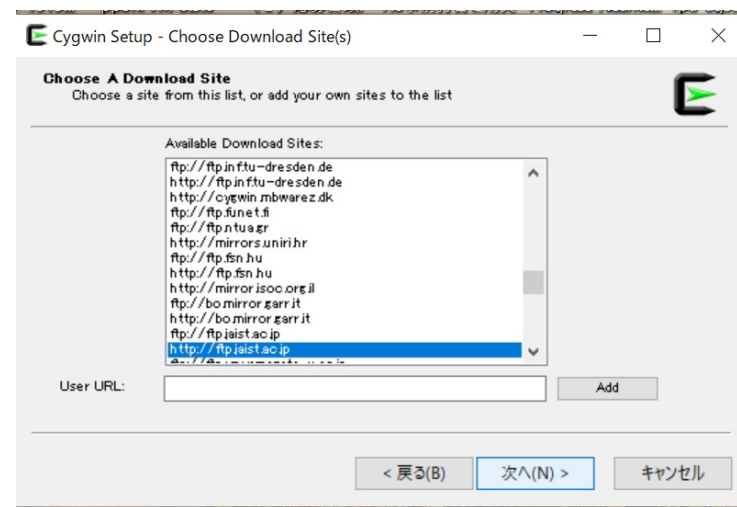 Cygwin Setup - Choose Download Site(s)
Choose A Download Site
Choose a site from this list, or add your own sites to the list
Available Download Sites:
ftp://ftp.inf.tu-dresden.de
http://ftp.inf.tu-dresden.de
http://cygwin.mbwarez.dk
ftp://ftp.funet.fi
ftp://ftp.ntua.gr
http://mirrors.uniri.hr
ftp://ftp.fsn.hu
http://ftp.fsn.hu
http://mirror.isoc.org.il
ftp://bo.mirror.garr.it
http://bo.mirror.garr.it
ftp://ftp.jaist.ac.jp
http://ftp.jaist.ac.jp
User URL:
Add
< 戻る(B)
次へ(N) >
キャンセル